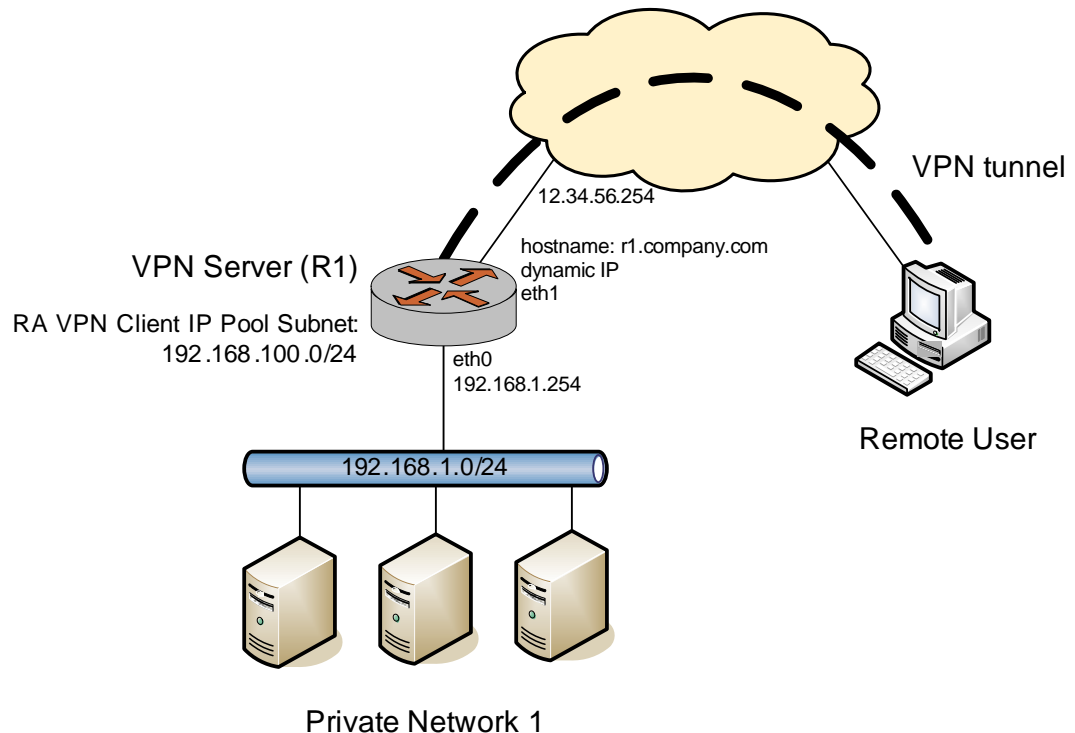 VPN tunnel
12.34.56.254
hostname: r1.company.com
dynamic IP
eth1
VPN Server (R1)
RA VPN Client IP Pool Subnet:
192.168.100.0/24
eth0
192.168.1.254
Remote User
192.168.1.0/24
Private Network 1